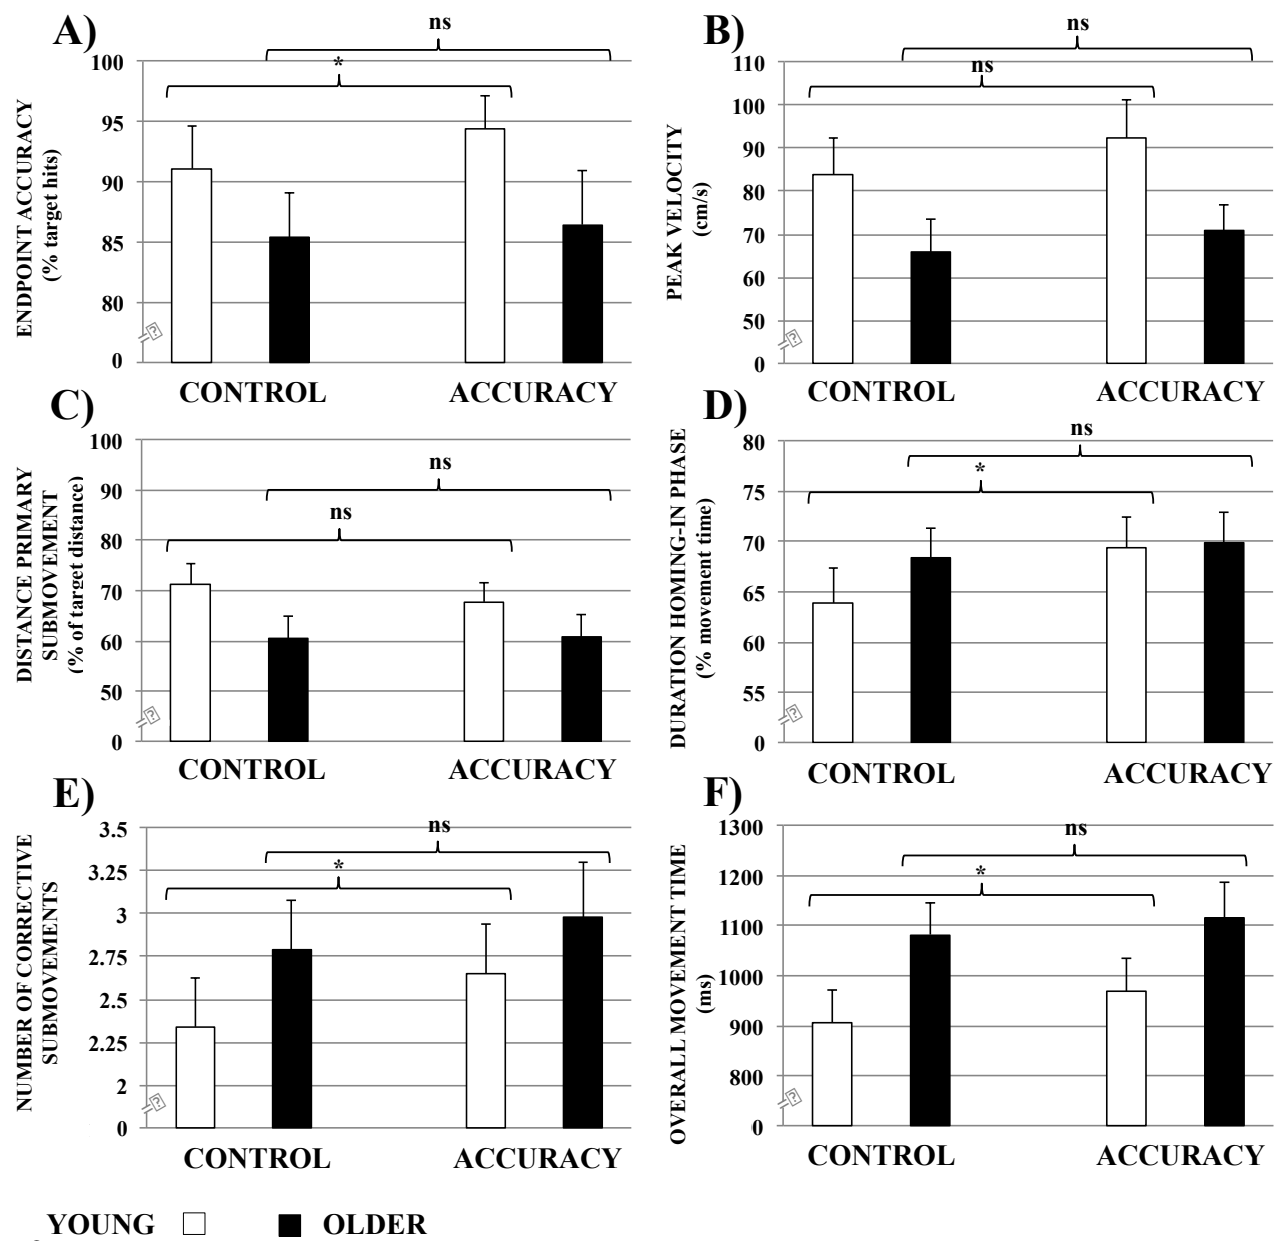 A)
ns
*
100
95
90
85
80
0
ENDPOINT ACCURACY
(% target hits)
CONTROL
ACCURACY
B)
ns
ns
110
100
90
80
70
60
50
0
PEAK VELOCITY
(cm/s)
CONTROL
ACCURACY
C)
ns
ns
100
90
80
70
60
50
0
DISTANCE PRIMARY
SUBMOVEMENT
(% of target distance)
CONTROL
ACCURACY
D)
ns
*
80
75
70
65
60
55
0
DURATION HOMING-IN PHASE
(% movement time)
CONTROL
ACCURACY
E)
ns
*
3.5
3.25
3
2.75
2.5
2.25
2
0
NUMBER OF CORRECTIVE
SUBMOVEMENTS
CONTROL
ACCURACY
F)
ns
*
1300
1200
1100
1000
900
800
0
OVERALL MOVEMENT TIME
(ms)
CONTROL
ACCURACY
YOUNG
OLDER